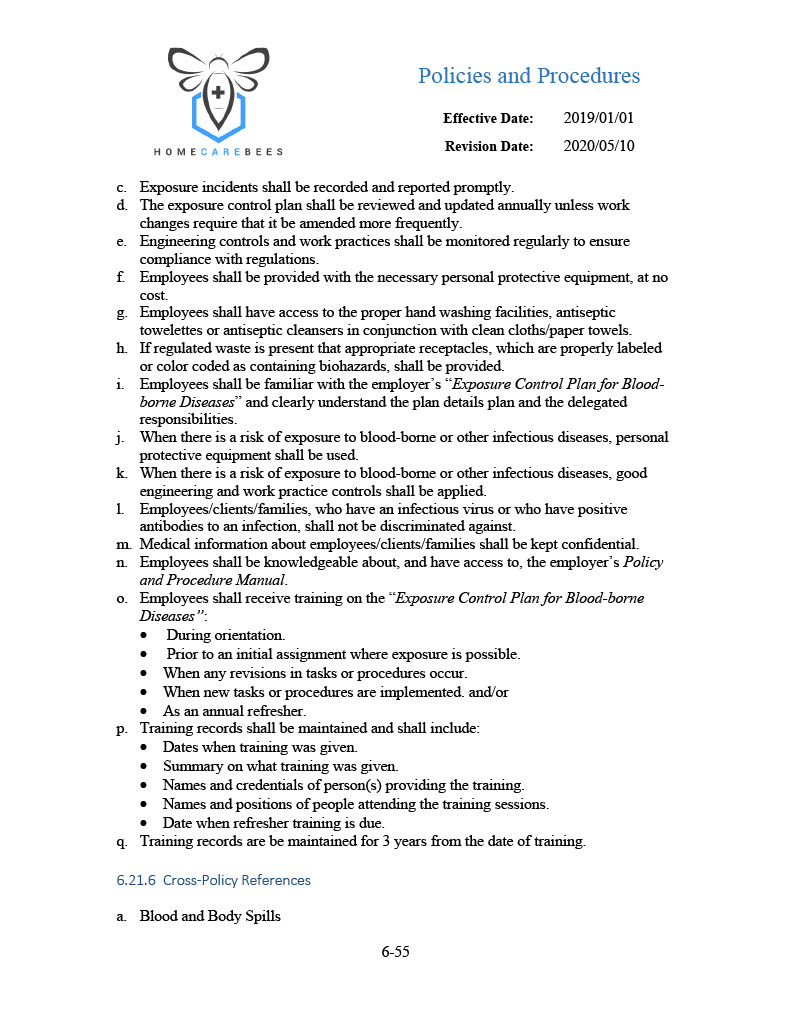 Policies and Procedures
Effective Date: 2019/01/01
Revision Date: 2020/05/10
HOMECAREBEES
c. Exposure incidents shall be recorded and reported promptly.
d. The exposure control plan shall be reviewed and updated annually unless work
changes require that it be amended more frequently.
e. Engineering controls and work practices shall be monitored regularly to ensure
compliance with regulations.
f. Employees shall be provided with the necessary personal protective equipment, at no
cost.
g. Employees shall have access to the proper hand washing facilities, antiseptic
towelettes or antiseptic cleansers in conjunction with clean cloths/paper towels.
h. If regulated waste is present that appropriate receptacles, which are properly labeled
or color coded as containing biohazards, shall be provided.
i. Employees shall be familiar with the employer’s “Exposure Control Plan for Blood-
borne Diseases” and clearly understand the plan details plan and the delegated
responsibilities.
j. When there is a risk of exposure to blood-borne or other infectious diseases, personal
protective equipment shall be used.
k. When there is a risk of exposure to blood-borne or other infectious diseases, good
engineering and work practice controls shall be applied.
l. Employees/clients/families, who have an infectious virus or who have positive
antibodies to an infection, shall not be discriminated against.
m. Medical information about employees/clients/families shall be kept confidential.
n. Employees shall be knowledgeable about, and have access to, the employer’s Policy
and Procedure Manual.
o. Employees shall receive training on the “Exposure Control Plan for Blood-borne
Diseases”:
• During orientation.
• Prior to an initial assignment where exposure is possible.
• When any revisions in tasks or procedures occur.
• When new tasks or procedures are implemented. and/or
• As an annual refresher.
p. Training records shall be maintained and shall include:
• Dates when training was given.
• Summary on what training was given.
• Names and credentials of person(s) providing the training.
• Names and positions of people attending the training sessions.
• Date when refresher training is due.
q. Training records are be maintained for 3 years from the date of training.
6.21.6 Cross-Policy References
a. Blood and Body Spills
6-55